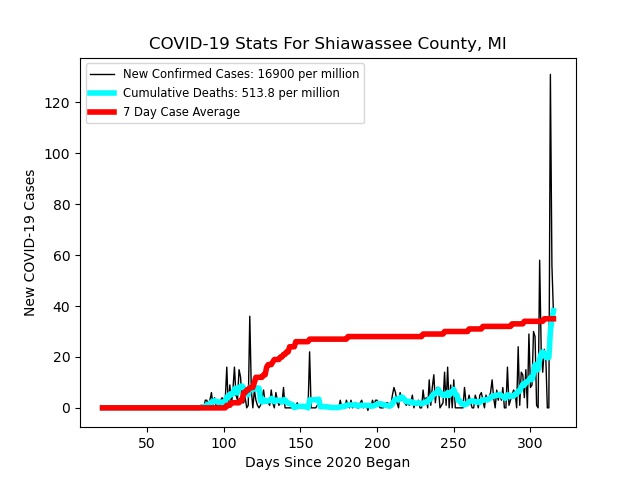 COVID-19 Stats For Shiawassee County, MI
New Confirmed Cases: 16900 per million
Cumulative Deaths: 513.8 per million
7 Day Case Average
New COVID-19 Cases
120
100
80
60
40
20
0
50 100 150 200 250 300
Days Since 2020 Began